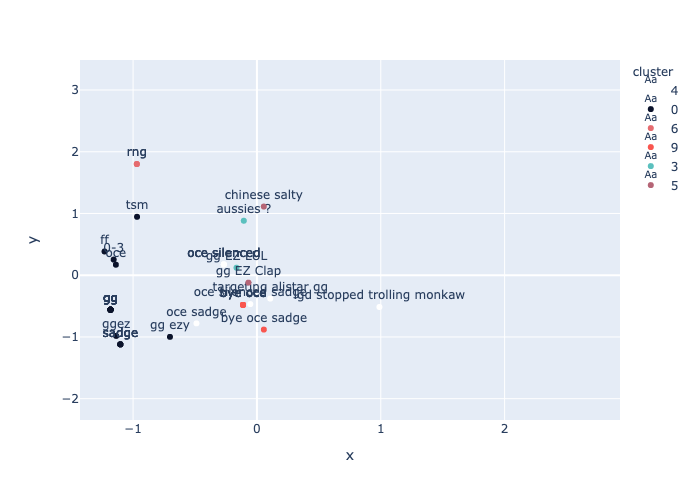 cluster
Aa
4
Aa
0
Aa
6
Aa
9
Aa
3
Aa
5
3
2
1
0
−1
−2
y
rng
tsm
chinese salty
aussies ?
ff
0-3
oce
oce silenced
gg EZ LUL
gg EZ Clap
targeting alistar gg
oce
bye oce sadge
bye oce
jgd stopped trolling monkaw
gg
oce sadge
bye oce sadge
ggez
gg ezy
sadge
−1
0
1
2
x